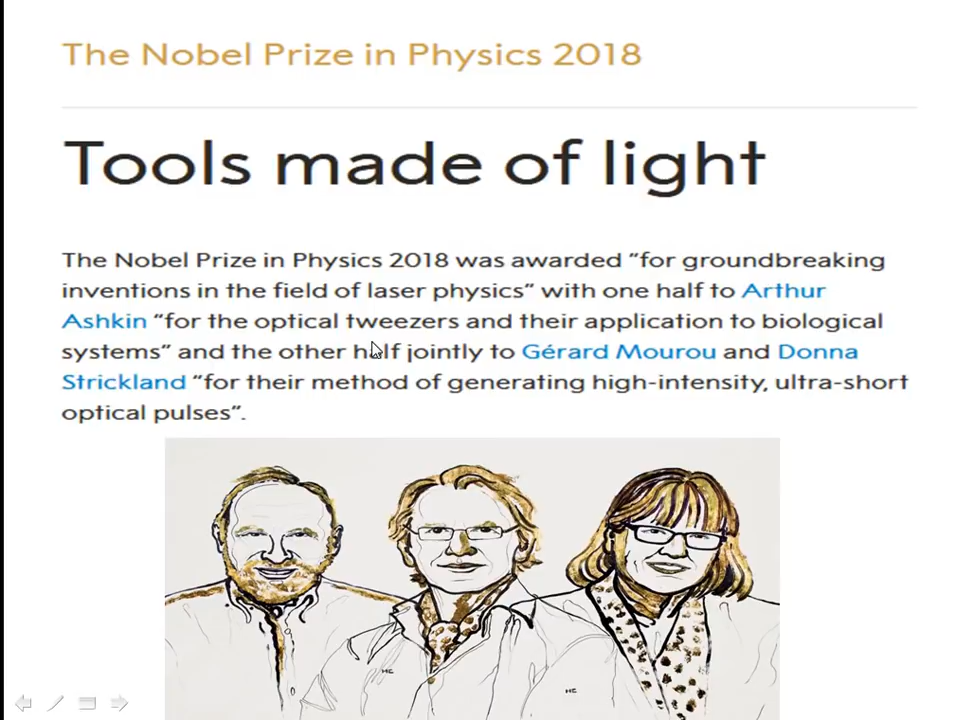 The Nobel Prize in Physics 2018
Tools made of light
The Nobel Prize in Physics 2018 was awarded “for groundbreaking
inventions in the field of laser physics” with one half to Arthur
Ashkin “for the optical tweezers and their application to biological
systems” and the other half jointly to Gérard Mourou and Donna
Strickland “for their method of generating high-intensity, ultra-short
optical pulses”.